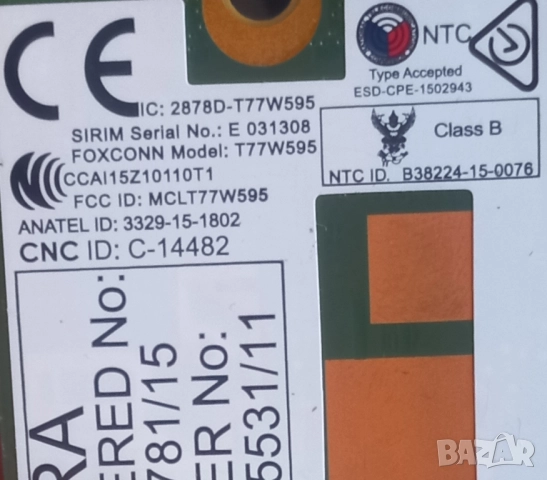 CE
NTC
Type Accepted
ESD-CPE-1502943
IC: 2878D-T77W595
SIRIM Serial No.: E 031308
FOXCONN Model: T77W595
CCAI15Z10110T1
FCC ID: MCLT77W595
ANATEL ID: 3329-15-1802
CNC ID: C-14482
Class B
NTC ID. B38224-15-0076
RA
ERED No:
781/15
ER No:
5531/11
BAZAR